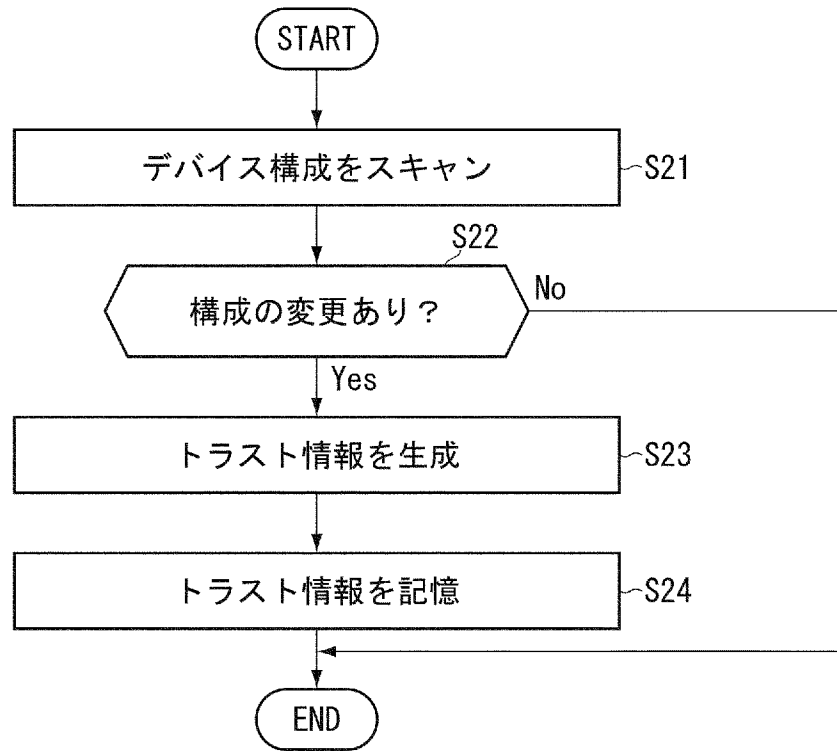 START
デバイス構成をスキャン
S21
S22
構成の変更あり？
No
Yes
トラスト情報を生成
S23
トラスト情報を記憶
S24
END